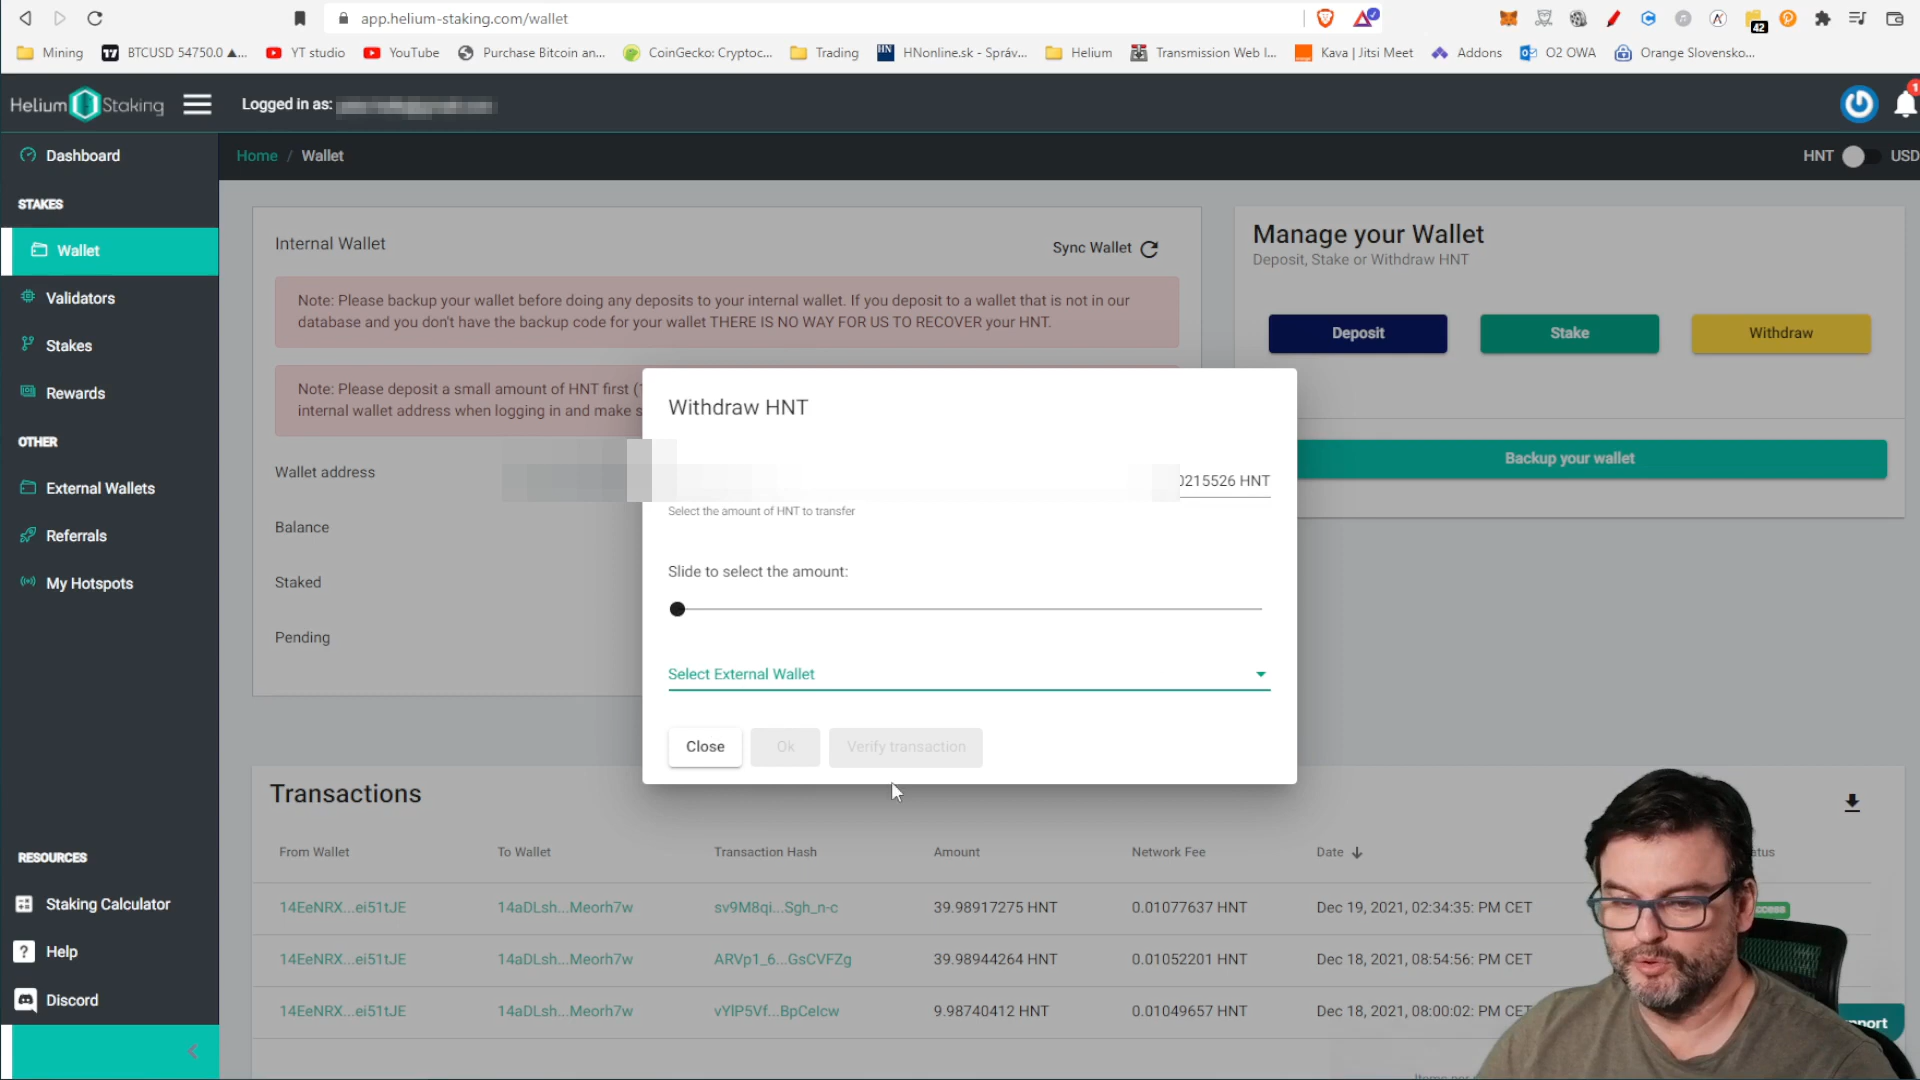 app.helium-staking.com/wallet
42
Mining
BTCUSD 54750.0 ▲...
YT studio
YouTube
Purchase Bitcoin an...
CoinGecko: Cryptoc...
Trading
HNonline.sk - Správ...
Helium
Transmission Web I...
Kava | Jitsi Meet
Addons
O2 OWA
Orange Slovensko...
Helium Staking
Logged in as:
1
Dashboard
Home / Wallet
HNT
USD
STAKES
Wallet
Validators
Stakes
Rewards
OTHER
External Wallets
Referrals
My Hotspots
RESOURCES
Staking Calculator
Help
Discord
Internal Wallet
Sync Wallet
Note: Please backup your wallet before doing any deposits to your internal wallet. If you deposit to a wallet that is not in our
database and you don't have the backup code for your wallet THERE IS NO WAY FOR US TO RECOVER your HNT.
Note: Please deposit a small amount of HNT first (
internal wallet address when logging in and make s
Wallet address
Balance
Staked
Pending
Manage your Wallet
Deposit, Stake or Withdraw HNT
Deposit
Stake
Withdraw
Backup your wallet
Withdraw HNT
0215526 HNT
Select the amount of HNT to transfer
Slide to select the amount:
Select External Wallet
Close
Ok
Verify transaction
Transactions
From Wallet
To Wallet
Transaction Hash
Amount
Network Fee
Date
atus
14EeNRX...ei51tJE
14aDLsh...Meorh7w
sv9M8qi...Sgh_n-c
39.98917275 HNT
0.01077637 HNT
Dec 19, 2021, 02:34:35: PM CET
ccess
14EeNRX...ei51tJE
14aDLsh...Meorh7w
ARVp1_6...GsCVFZg
39.98944264 HNT
0.01052201 HNT
Dec 18, 2021, 08:54:56: PM CET
14EeNRX...ei51tJE
14aDLsh...Meorh7w
vYlP5Vf...BpCelcw
9.98740412 HNT
0.01049657 HNT
Dec 18, 2021, 08:00:02: PM CET
pport